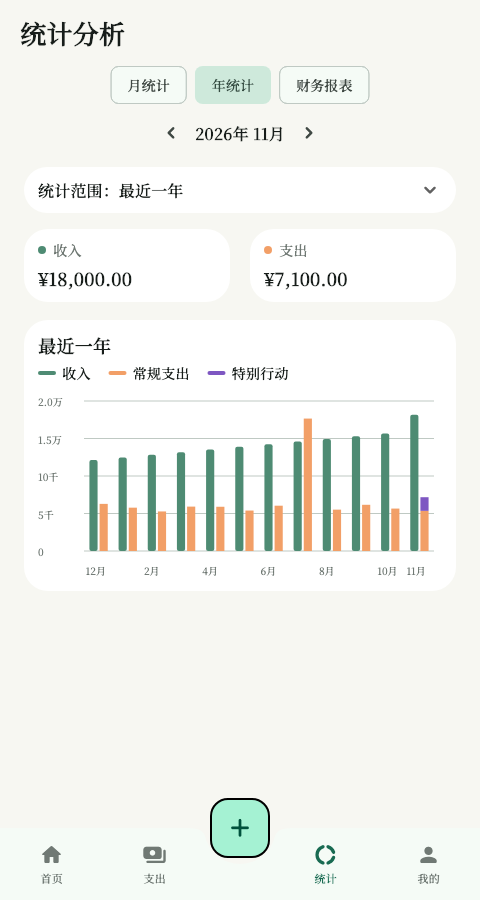 统计分析
月统计 年统计 财务报表
2026年 11月
统计范围：最近一年
收入 支出
¥18,000.00 ¥7,100.00
最近一年
收入 常规支出 特别行动
2.0万
1.5万
10千
5千
0
12月 2月 4月 6月 8月 10月 11月
首页 支出 统计 我的